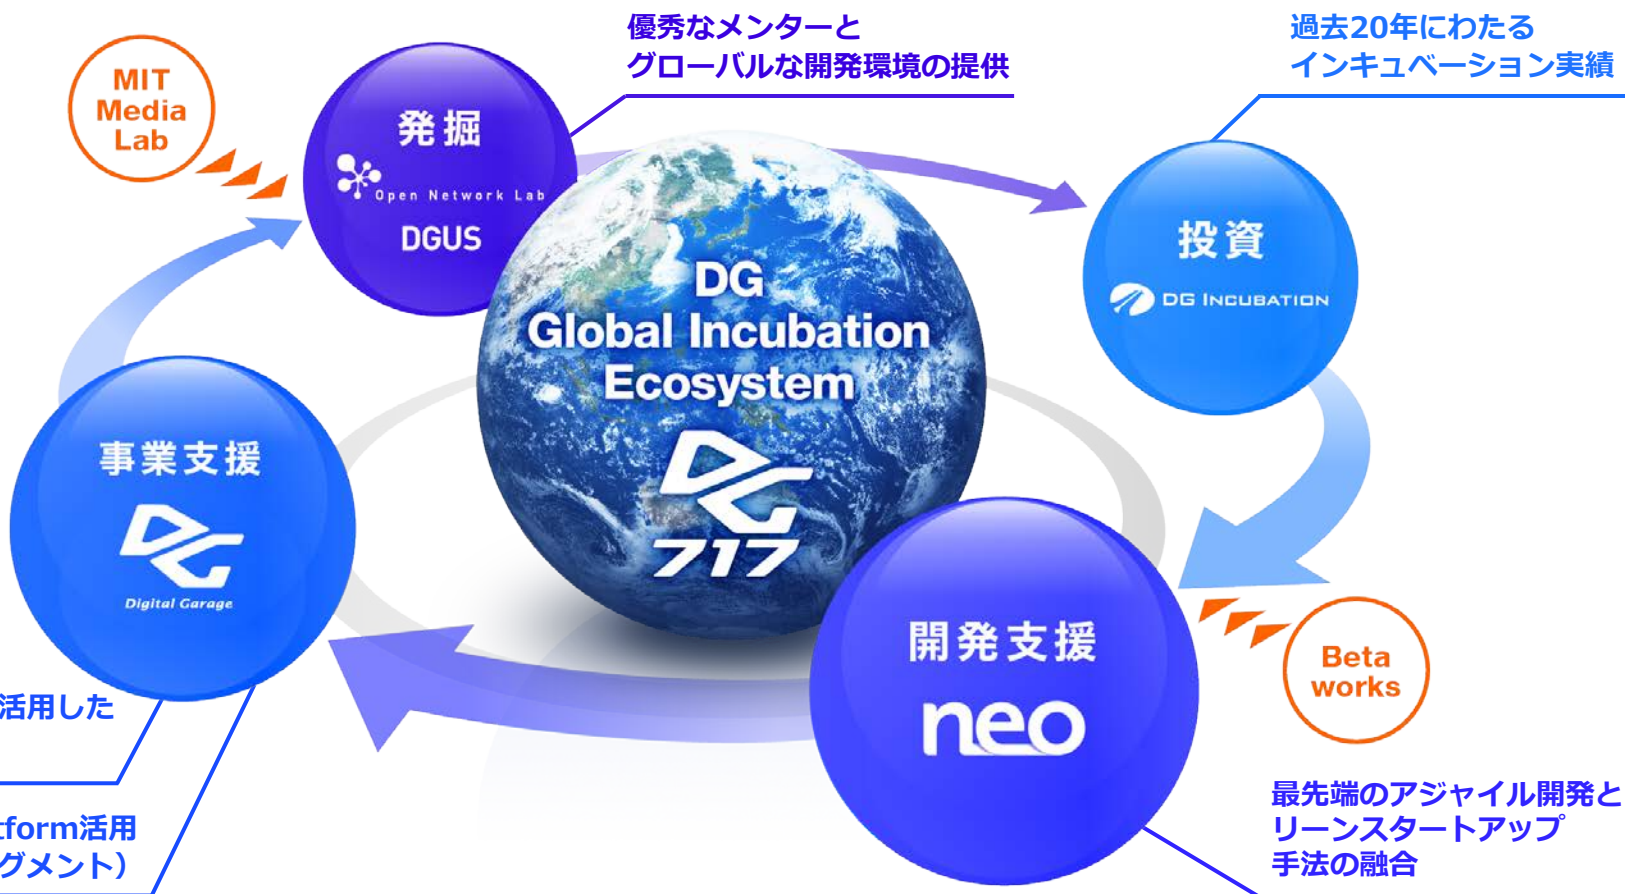 優秀なメンターと
グローバルな開発環境の提供
過去20年にわたる
インキュベーション実績
MIT
Media
Lab
発掘
Open Network Lab
DGUS
投資
DG INCUBATION
DG
Global Incubation
Ecosystem
DG
717
事業支援
DG
Digital Garage
開発支援
neo
Beta
works
活用した
tform活用
グメント）
最先端のアジャイル開発と
リーンスタートアップ
手法の融合